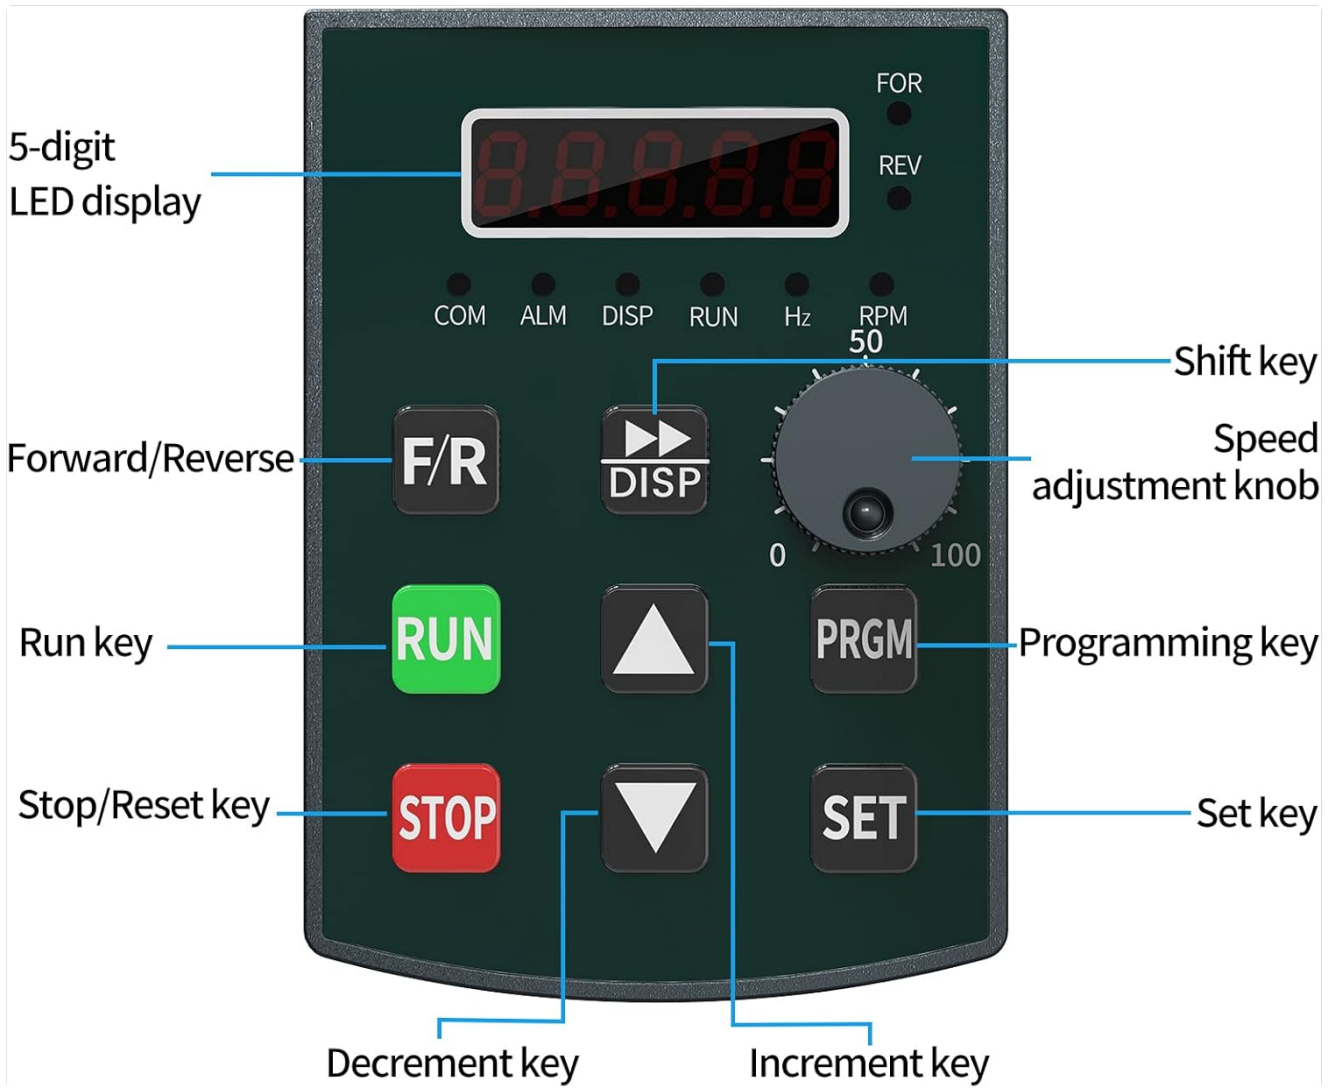 FOR
5-digit
LED display
88888
REV
COM ALM DISP RUN Hz RPM
50
Shift key
Forward/Reverse
F/R
DISP
Speed
adjustment knob
0
100
Run key
RUN
PRGM
Programming key
Stop/Reset key
STOP
SET
Set key
Decrement key
Increment key